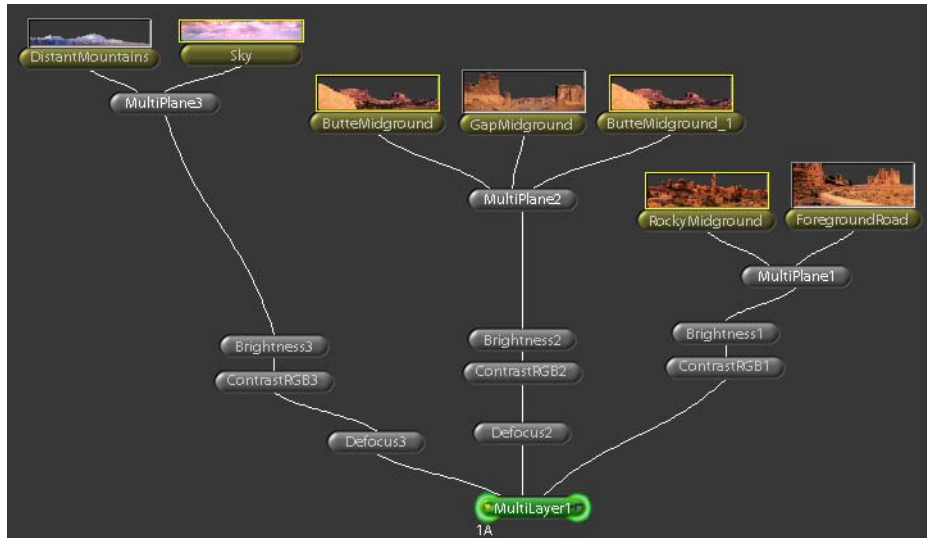 DistantMountains
Sky
MultiPlane3
ButteMidground
GapMidground
ButteMidground_1
MultiPlane2
RockyMidground
ForegroundRoad
MultiPlane1
Brightness3
Brightness2
Brightness1
ContrastRGB3
ContrastRGB2
ContrastRGB1
Defocus3
Defocus2
MultiLayer1
1A